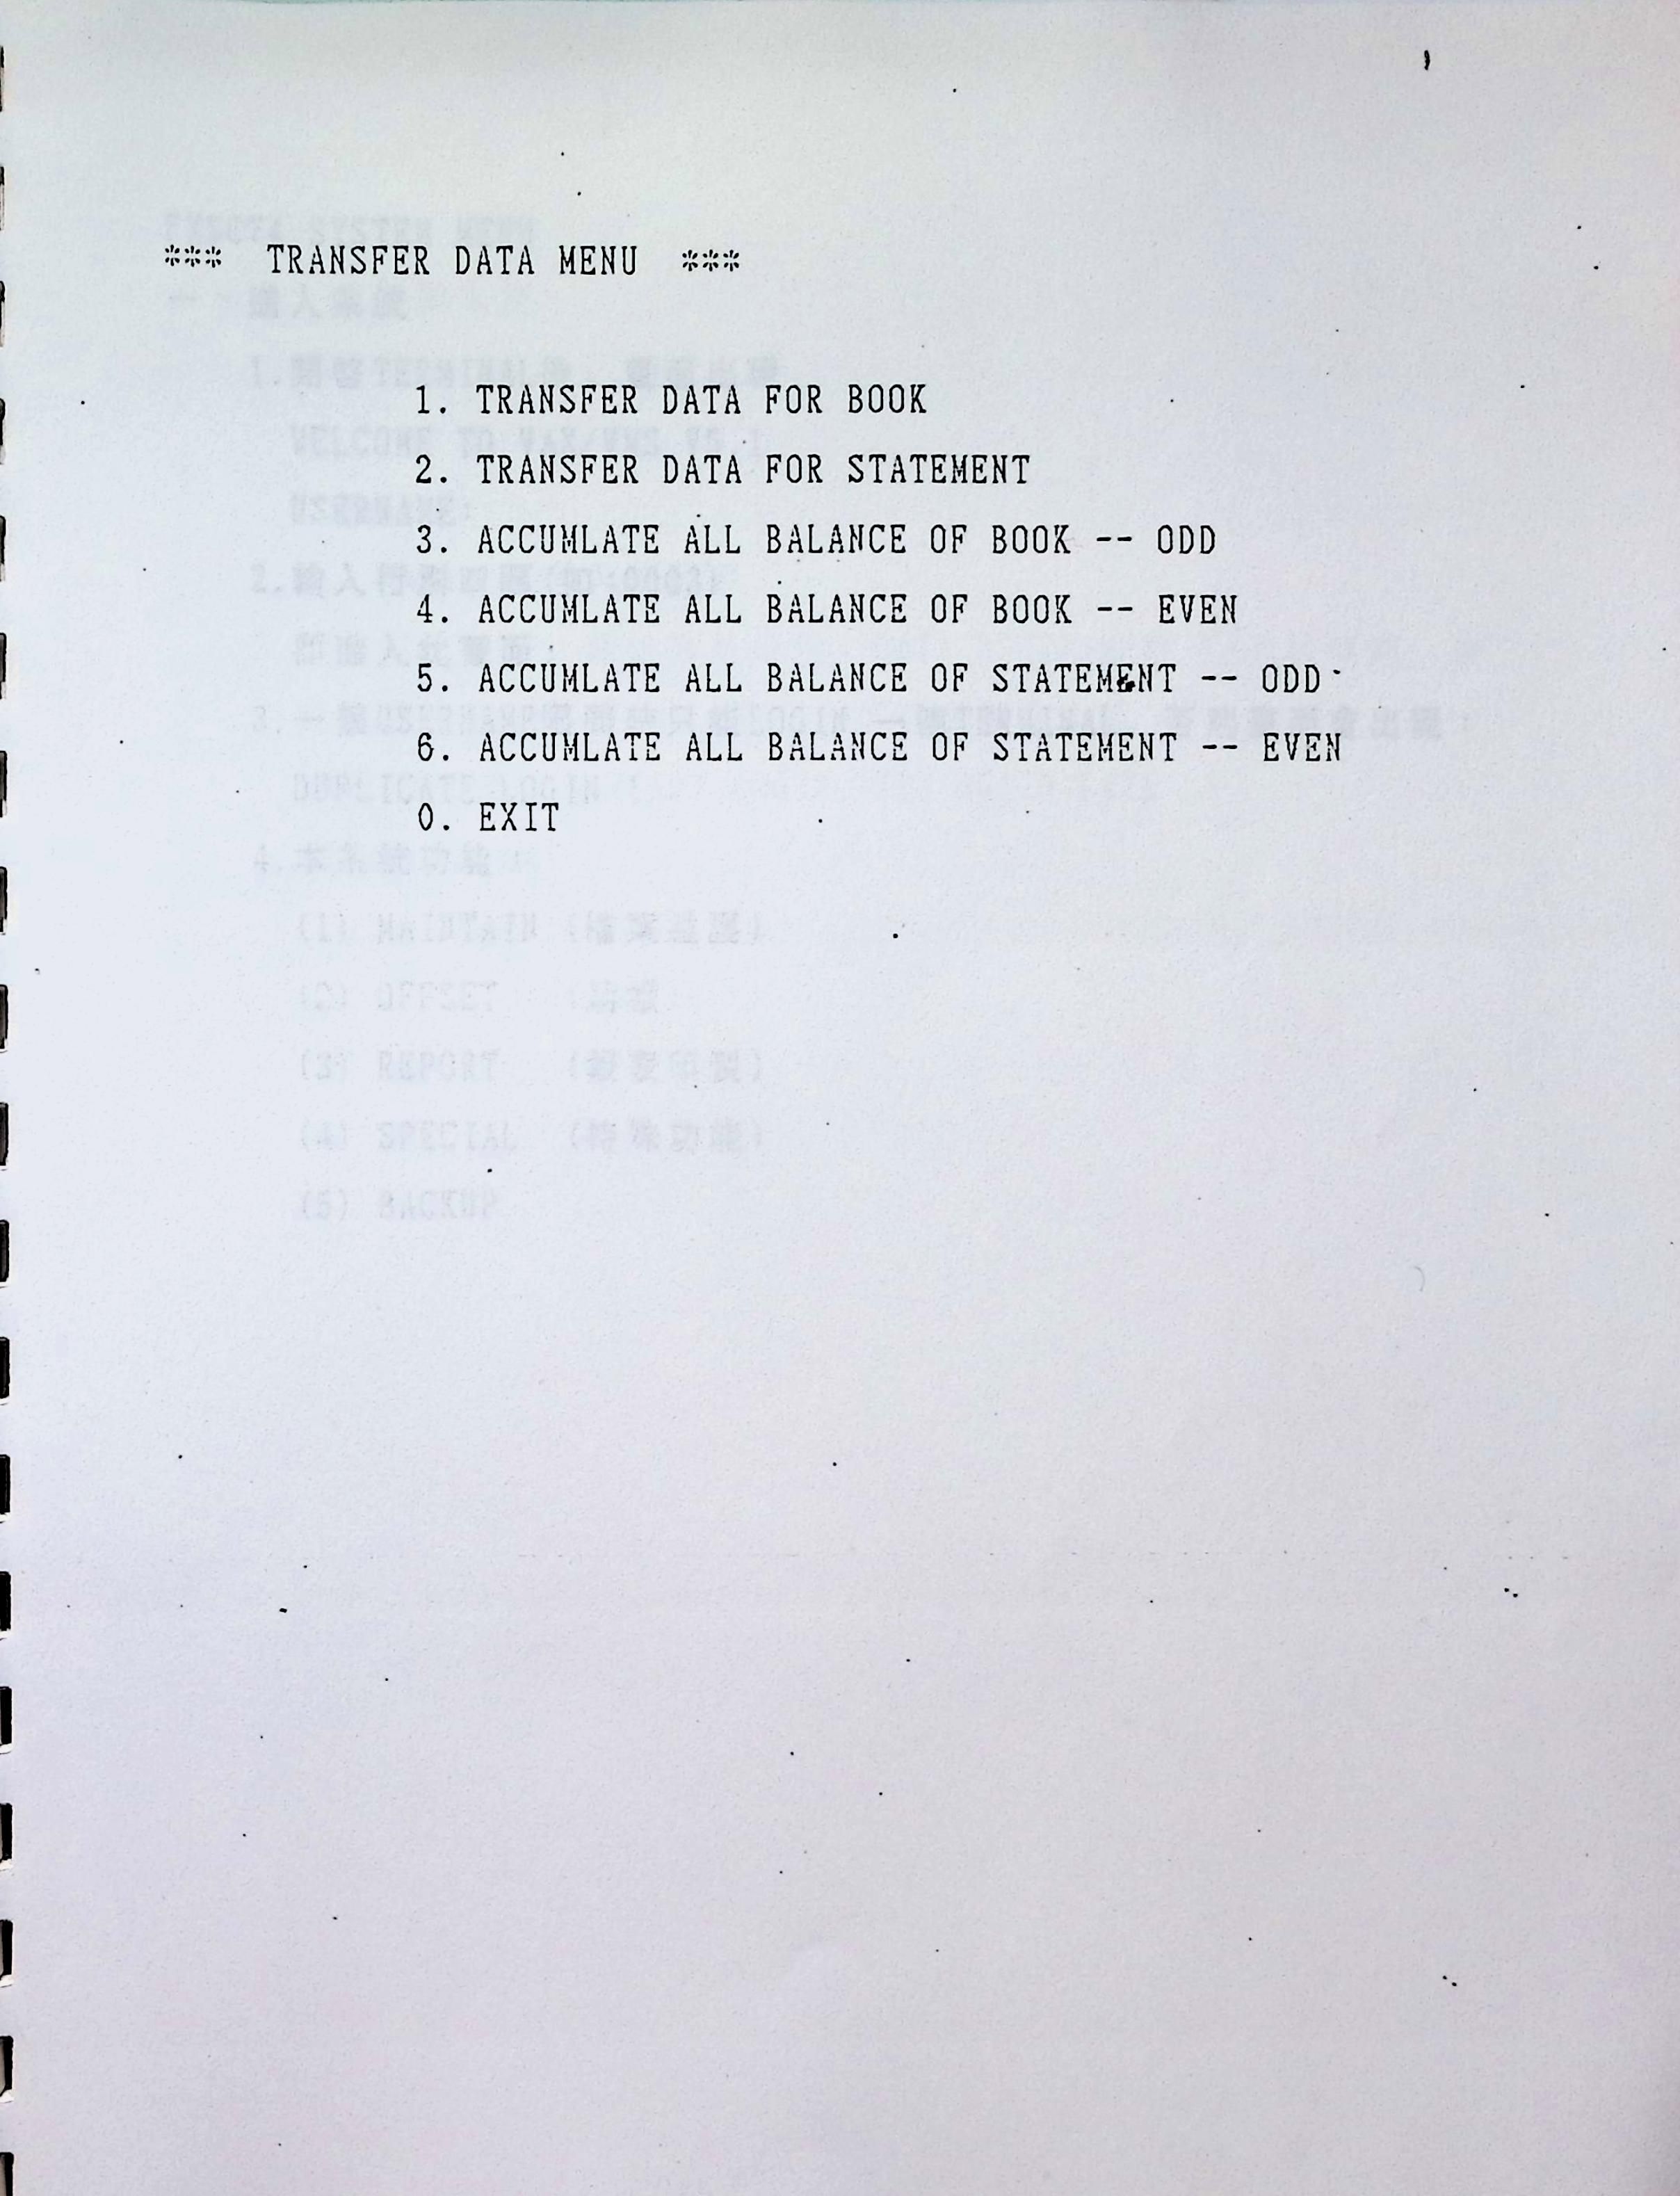 *** TRANSFER DATA MENU ***
1. TRANSFER DATA FOR BOOK
2. TRANSFER DATA FOR STATEMENT
3. ACCUMLATE ALL BALANCE OF BOOK -- ODD
4. ACCUMLATE ALL BALANCE OF BOOK -- EVEN
5. ACCUMLATE ALL BALANCE OF STATEMENT -- ODD
6. ACCUMLATE ALL BALANCE OF STATEMENT -- EVEN
0. EXIT